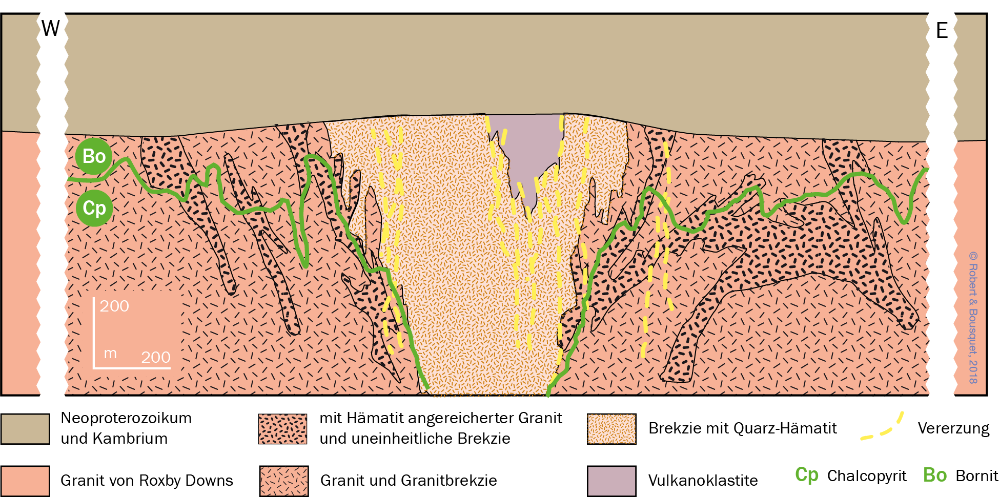 W
E
Bo
Cp
200
m
200
© Robert & Bousquet, 2018
Neoproterozoikum
und Kambrium
mit Hämatit angereicherter Granit
und uneinheitliche Brekzie
Brekzie mit Quarz-Hämatit
Vererzung
Granit von Roxby Downs
Granit und Granitbrekzie
Vulkanoklastite
Cp Chalcopyrit
Bo Bornit